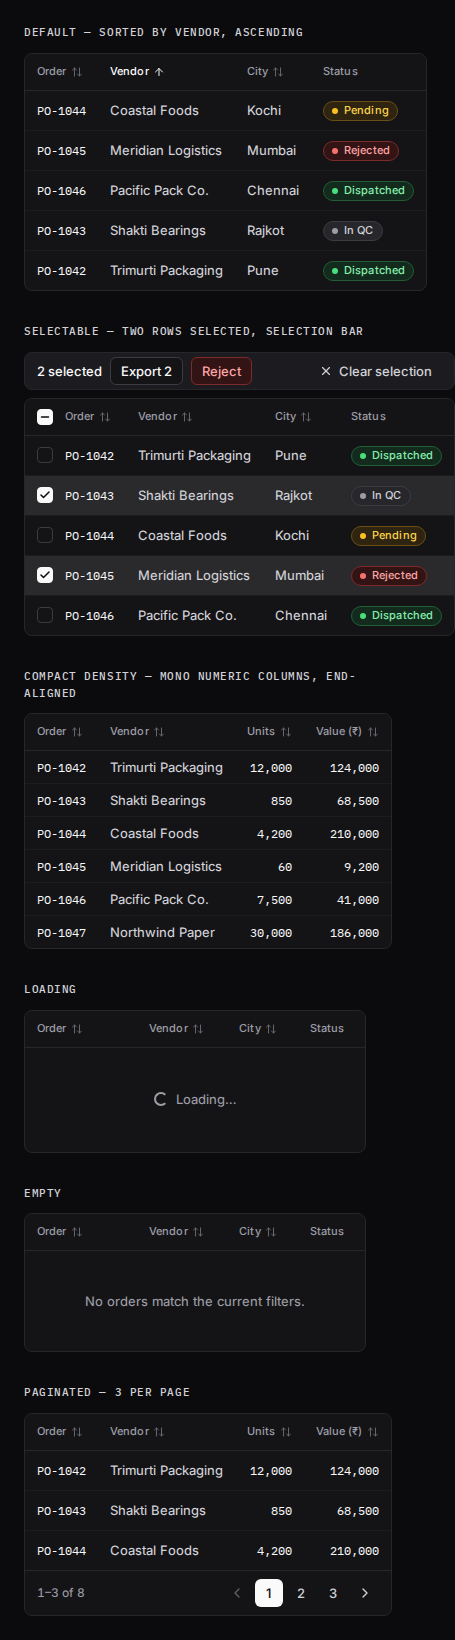 DEFAULT — SORTED BY VENDOR, ASCENDING
Order Vendor City Status
PO-1044 Coastal Foods Kochi Pending
PO-1045 Meridian Logistics Mumbai Rejected
PO-1046 Pacific Pack Co. Chennai Dispatched
PO-1043 Shakti Bearings Rajkot In QC
PO-1042 Trimurti Packaging Pune Dispatched
SELECTABLE — TWO ROWS SELECTED, SELECTION BAR
2 selected Export 2 Reject Clear selection
Order Vendor City Status
PO-1042 Trimurti Packaging Pune Dispatched
PO-1043 Shakti Bearings Rajkot In QC
PO-1044 Coastal Foods Kochi Pending
PO-1045 Meridian Logistics Mumbai Rejected
PO-1046 Pacific Pack Co. Chennai Dispatched
COMPACT DENSITY — MONO NUMERIC COLUMNS, END-
ALIGNED
Order Vendor Units Value (₹)
PO-1042 Trimurti Packaging 12,000 124,000
PO-1043 Shakti Bearings 850 68,500
PO-1044 Coastal Foods 4,200 210,000
PO-1045 Meridian Logistics 60 9,200
PO-1046 Pacific Pack Co. 7,500 41,000
PO-1047 Northwind Paper 30,000 186,000
LOADING
Order Vendor City Status
Loading...
EMPTY
Order Vendor City Status
No orders match the current filters.
PAGINATED — 3 PER PAGE
Order Vendor Units Value (₹)
PO-1042 Trimurti Packaging 12,000 124,000
PO-1043 Shakti Bearings 850 68,500
PO-1044 Coastal Foods 4,200 210,000
1–3 of 8 1 2 3